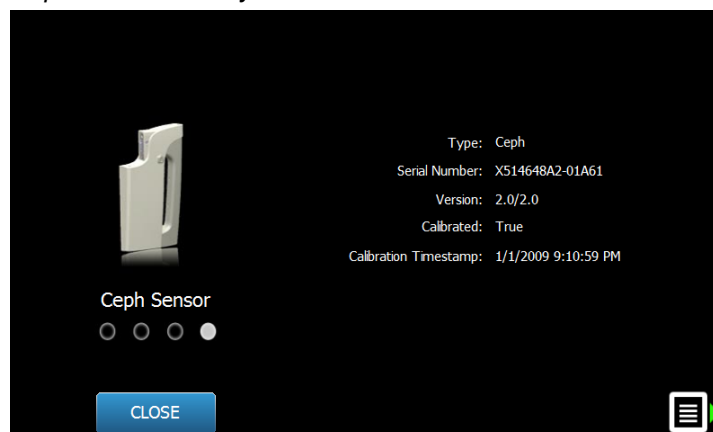 Type: Ceph
Serial Number: X514648A2-01A61
Version: 2.0/2.0
Calibrated: True
Calibration Timestamp: 1/1/2009 9:10:59 PM
Ceph Sensor
CLOSE